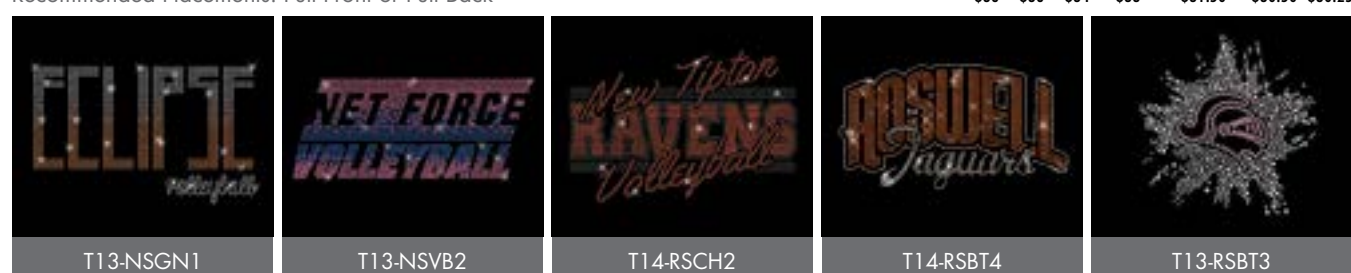 Recommended Placements: Full Front or Full Back
ECLIPSE
volleyball
NET FORCE
VOLLEYBALL
New Tipton
RAVENS
Volleyball
ROSWELL
Jaguars
T13-NSGN1
T13-NSVB2
T14-RSCH2
T14-RSBT4
T13-RSBT3